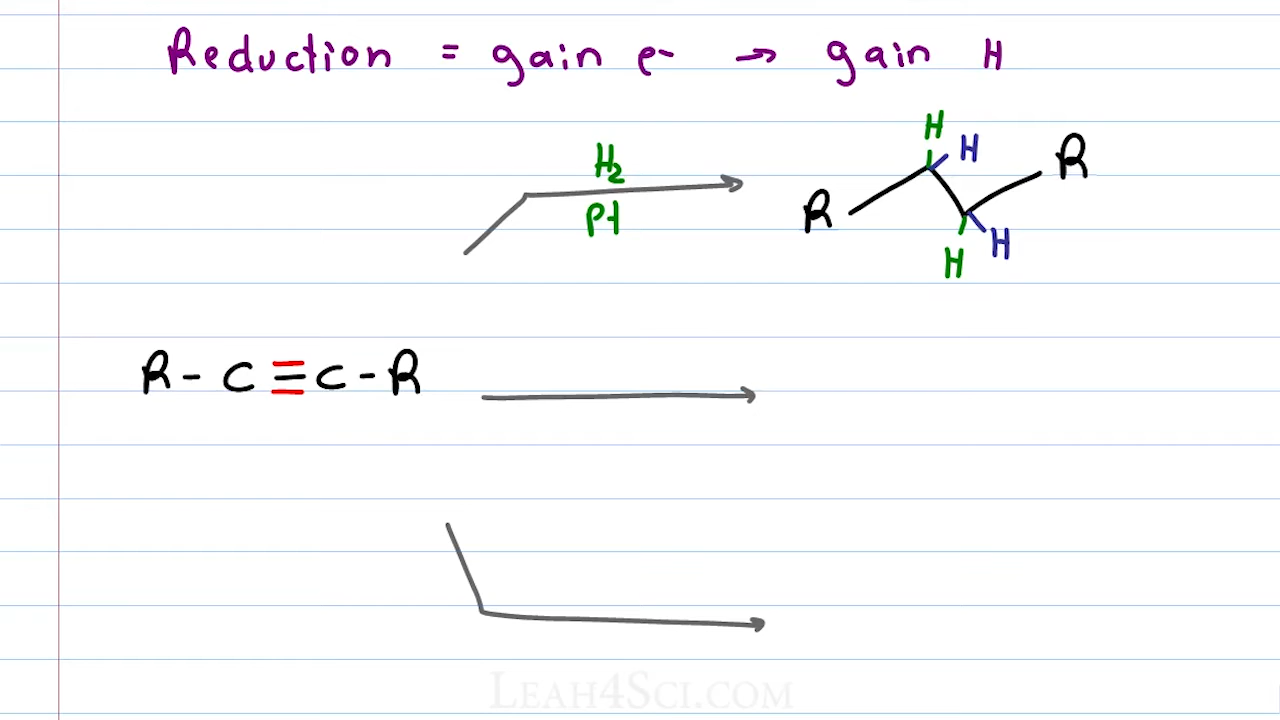 Reduction = gain e- → gain H
H
H
R
H2
Pt
R
H
H
R - C ≡ C - R
LEAH4SCI.COM